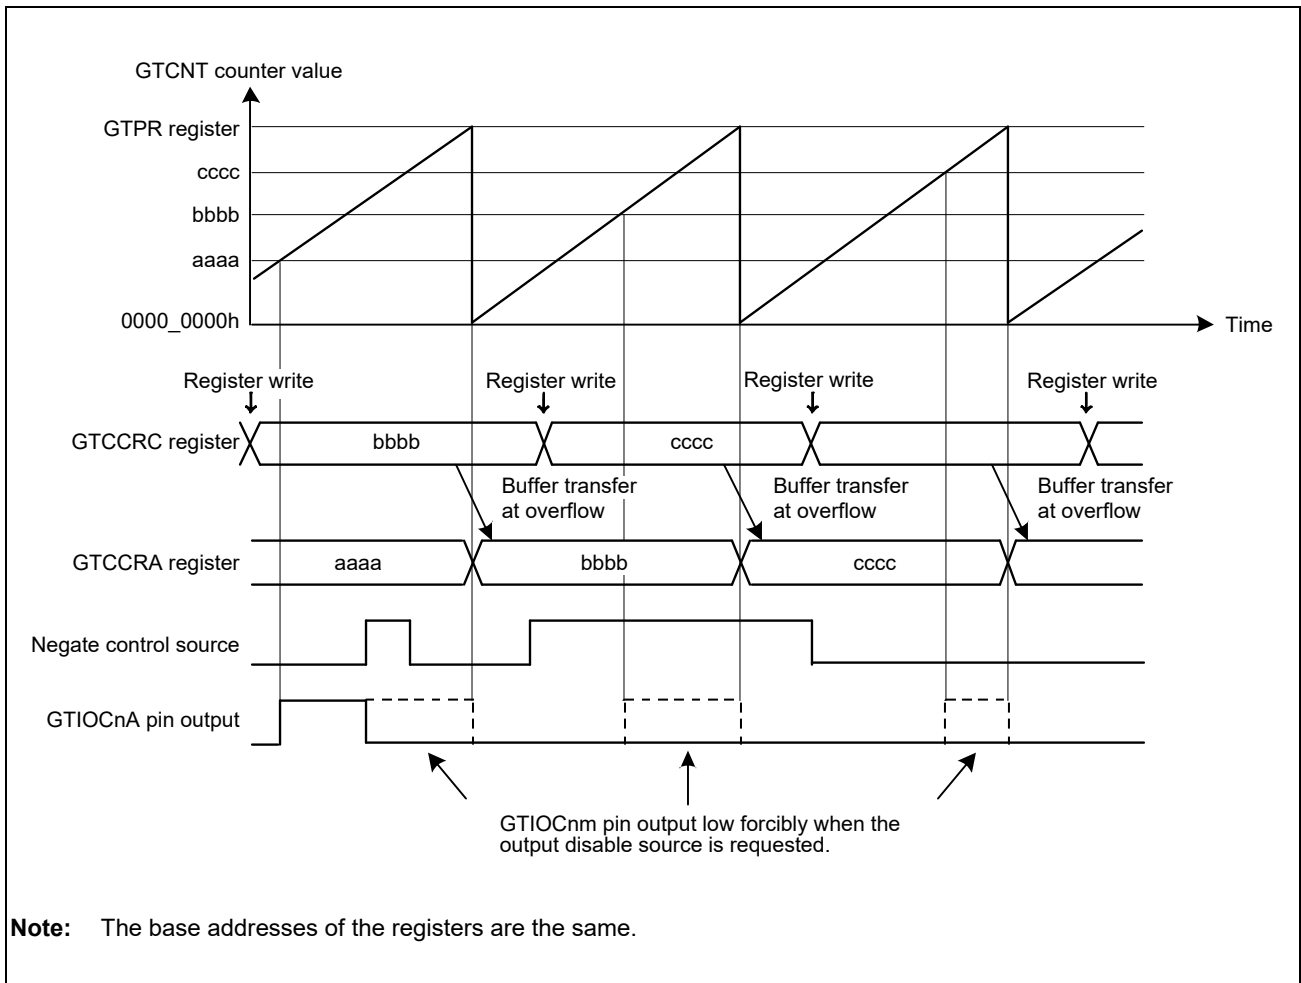 GTCNT counter value
GTPR register
cccc
bbbb
aaaa
0000_0000h
Time
Register write
Register write
Register write
Register write
GTCCRC register
bbbb
cccc
Buffer transfer
at overflow
Buffer transfer
at overflow
Buffer transfer
at overflow
GTCCRA register
aaaa
bbbb
cccc
Negate control source
GTIOCnA pin output
GTIOCnm pin output low forcibly when the
output disable source is requested.
Note: The base addresses of the registers are the same.